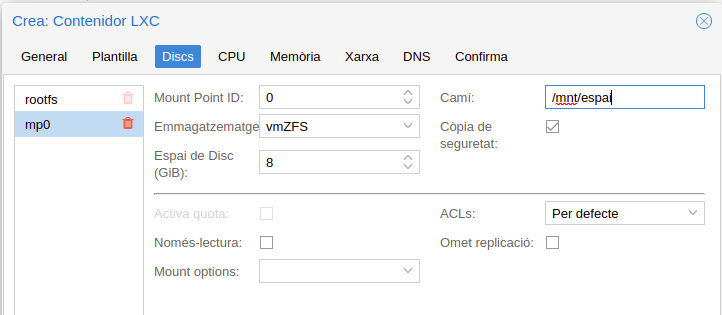 Crea: Contenidor LXC
General Plantilla Discs CPU Memòria Xarxa DNS Confirma
rootfs
mp0
Mount Point ID: 0
Emmagatzematge vmZFS
Espai de Disc (GiB): 8
Camí: /mnt/espai
Còpia de seguretat:
Activa quota:
Només-lectura:
Mount options:
ACLs: Per defecte
Omet replicació: